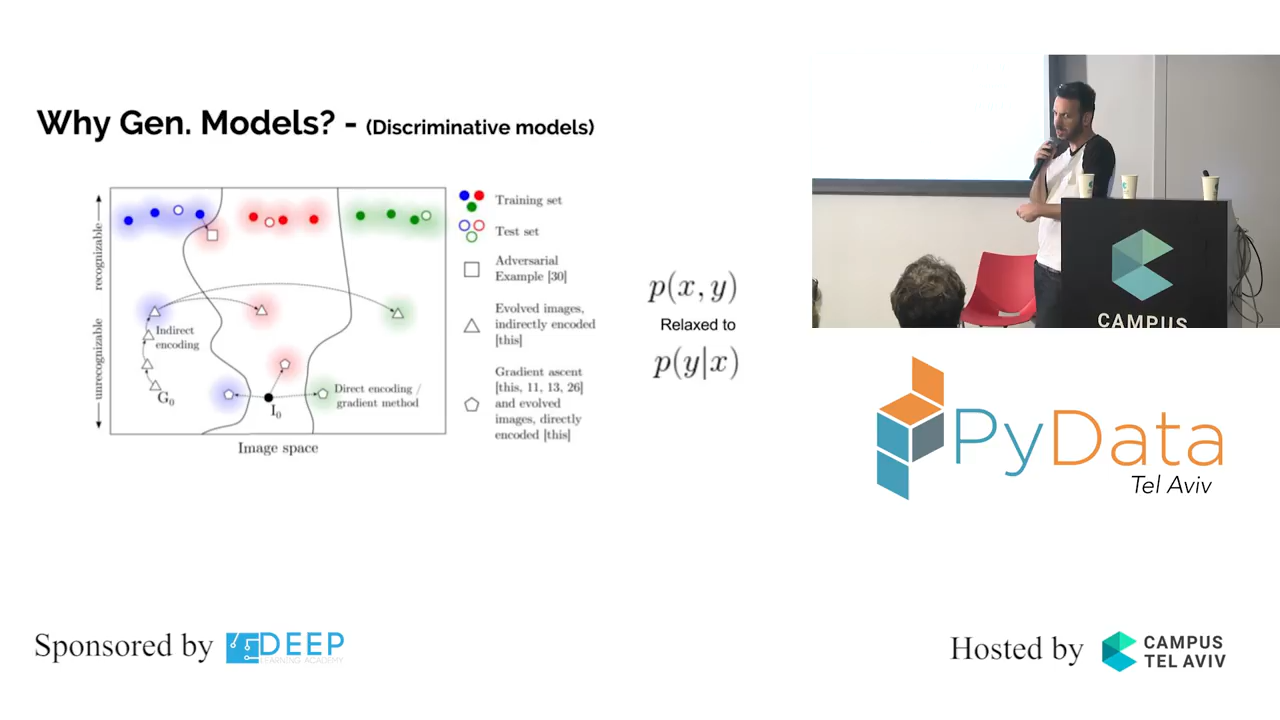 Why Gen. Models? - (Discriminative models)
recognizable
unrecognizable
Indirect
encoding
G₀
I₀
Direct encoding /
gradient method
Image space
Training set
Test set
Adversarial
Example [30]
Evolved images,
indirectly encoded
[this]
Gradient ascent
[this, 11, 13, 26]
and evolved
images, directly
encoded [this]
p(x, y)
Relaxed to
p(y|x)
CAMPUS
PyData
Tel Aviv
Sponsored by
DEEP
LEARNING ACADEMY
Hosted by
CAMPUS
TEL AVIV